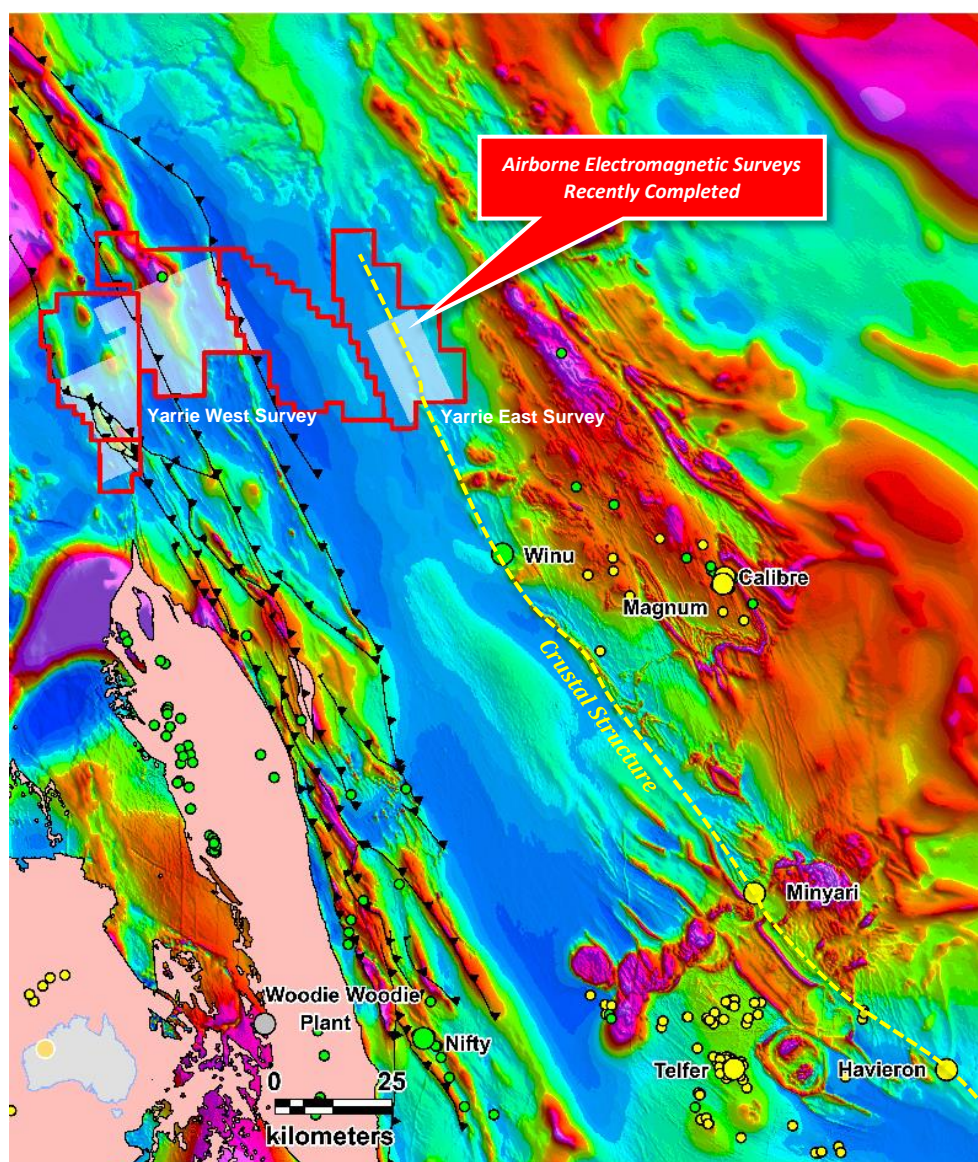 Airborne Electromagnetic Surveys
Recently Completed
Yarrie West Survey
Yarrie East Survey
Winu
Calibre
Magnum
Crustal Structure
Minyari
Woodie Woodie
Plant
Nifty
Telfer
Havieron
0 25
kilometers